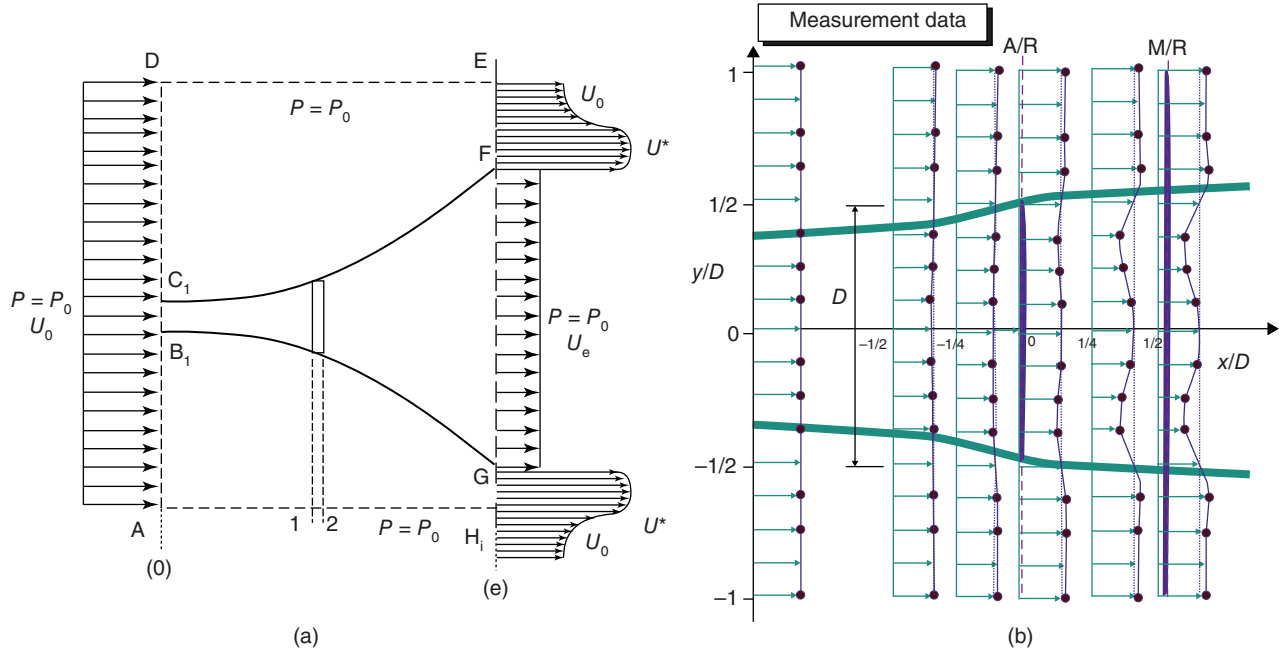 D
E
P = P₀
U₀
U*
F
C₁
P = P₀
U₀
B₁
P = P₀
Uₑ
G
A
1
2
P = P₀
Hᵢ
U₀
U*
(0)
(e)
(a)
Measurement data
A/R
M/R
1
1/2
y/D
D
0
−1/2
−1/4
0
1/4
1/2
x/D
−1/2
−1
(b)